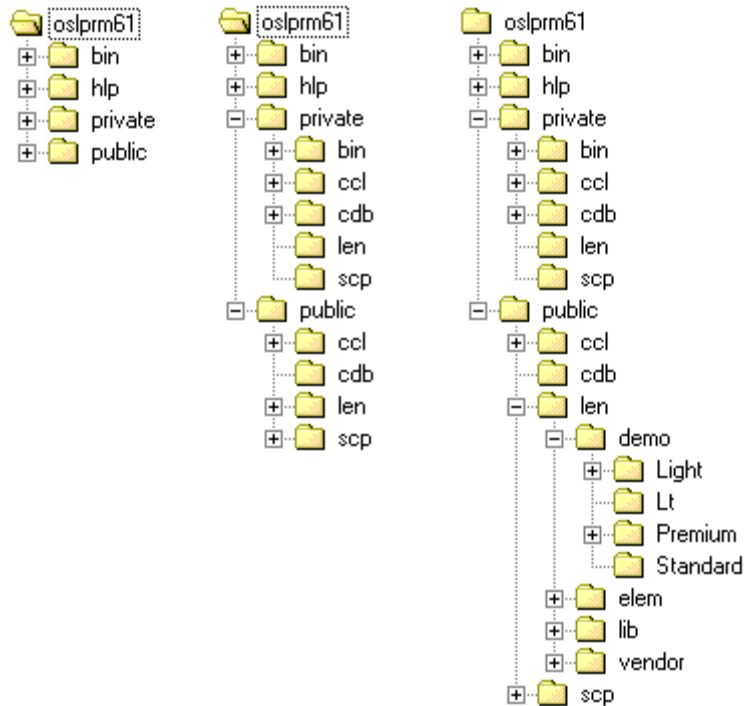 oslprm61
bin
hlp
private
public
oslprm61
bin
hlp
private
bin
ccl
cdb
len
scp
public
ccl
cdb
len
scp
oslprm61
bin
hlp
private
bin
ccl
cdb
len
scp
public
ccl
cdb
len
demo
Light
Lt
Premium
Standard
elem
lib
vendor
scp